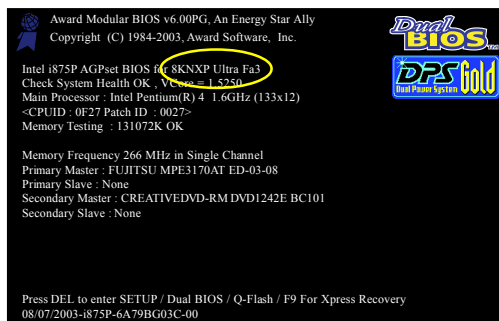 Award Modular BIOS v6.00PG, An Energy Star Ally
Copyright (C) 1984-2003, Award Software, Inc.
Dual
BIOS
Intel i875P AGPset BIOS for 8KNXP Ultra Fa3
Check System Health OK , VCore = 1.5250
Main Processor : Intel Pentium(R) 4 1.6GHz (133x12)
<CPUID : 0F27 Patch ID : 0027>
Memory Testing : 131072K OK
DPS Gold
Dual Power System
Memory Frequency 266 MHz in Single Channel
Primary Master : FUJITSU MPE3170AT ED-03-08
Primary Slave : None
Secondary Master : CREATIVEDVD-RM DVD1242E BC101
Secondary Slave : None
Press DEL to enter SETUP / Dual BIOS / Q-Flash / F9 For Xpress Recovery
08/07/2003-i875P-6A79BG03C-00